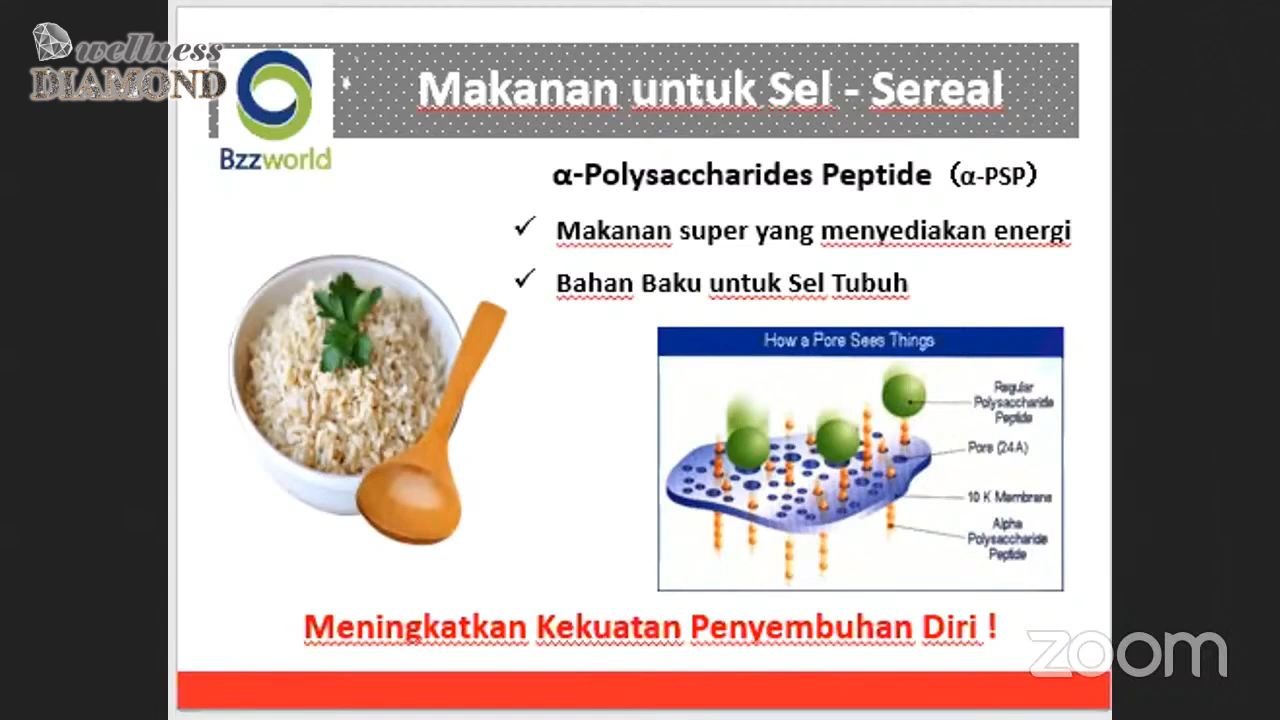 wellness
DIAMOND
Bzzworld
Makanan untuk Sel - Sereal
α-Polysaccharides Peptide (α-PSP)
✓ Makanan super yang menyediakan energi
✓ Bahan Baku untuk Sel Tubuh
How a Pore Sees Things
Regular
Polysaccharide
Peptide
Pore (24A)
10 K Membrane
Alpha
Polysaccharide
Peptide
Meningkatkan Kekuatan Penyembuhan Diri !
zoom